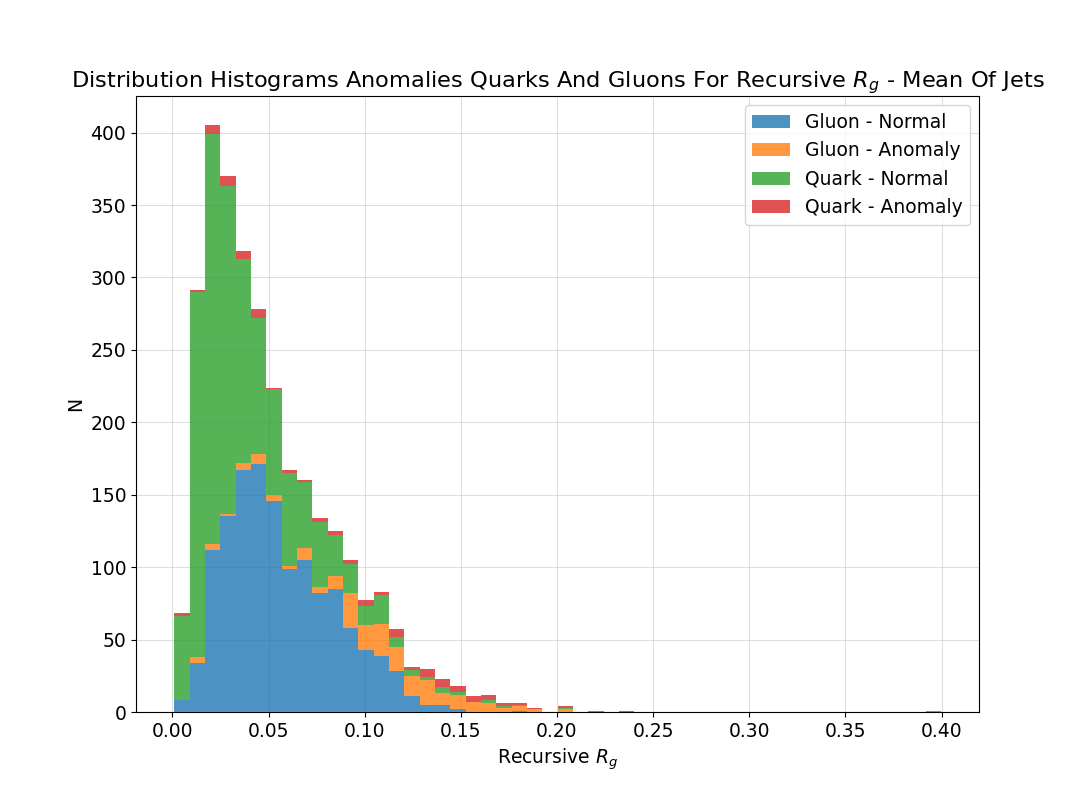 Distribution Histograms Anomalies Quarks And Gluons For Recursive $R_g$ - Mean Of Jets
Gluon - Normal
Gluon - Anomaly
Quark - Normal
Quark - Anomaly
400
350
300
250
200
150
100
50
0
N
0.00 0.05 0.10 0.15 0.20 0.25 0.30 0.35 0.40
Recursive $R_g$